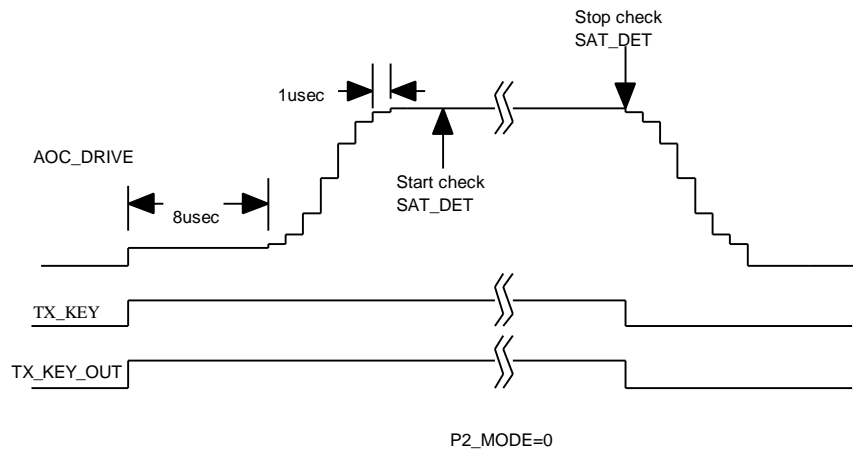 Stop check
SAT_DET
1usec
AOC_DRIVE
Start check
SAT_DET
8usec
TX_KEY
TX_KEY_OUT
P2_MODE=0